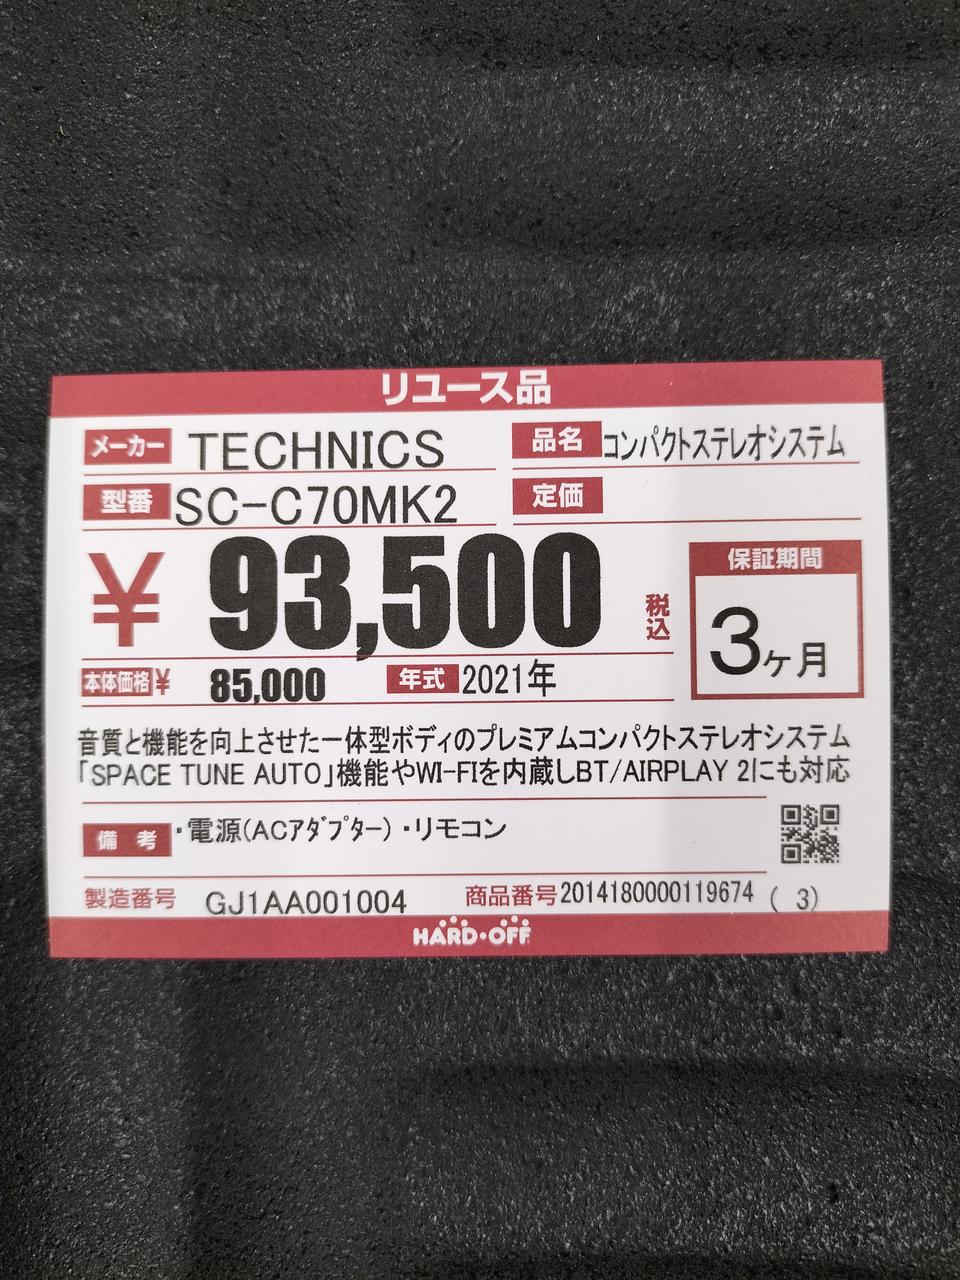 リユース品
メーカー TECHNICS
品名 コンパクトステレオシステム
型番 SC-C70MK2
定価
¥ 93,500 税込
保証期間
3ヶ月
本体価格¥ 85,000 年式 2021年
音質と機能を向上させた一体型ボディのプレミアムコンパクトステレオシステム
「SPACE TUNE AUTO」機能やWI-FIを内蔵しBT/AIRPLAY 2にも対応
備考 ・電源(ACアダプター)・リモコン
製造番号 GJ1AA001004 商品番号 2014180000119674 ( 3)
HARD・OFF